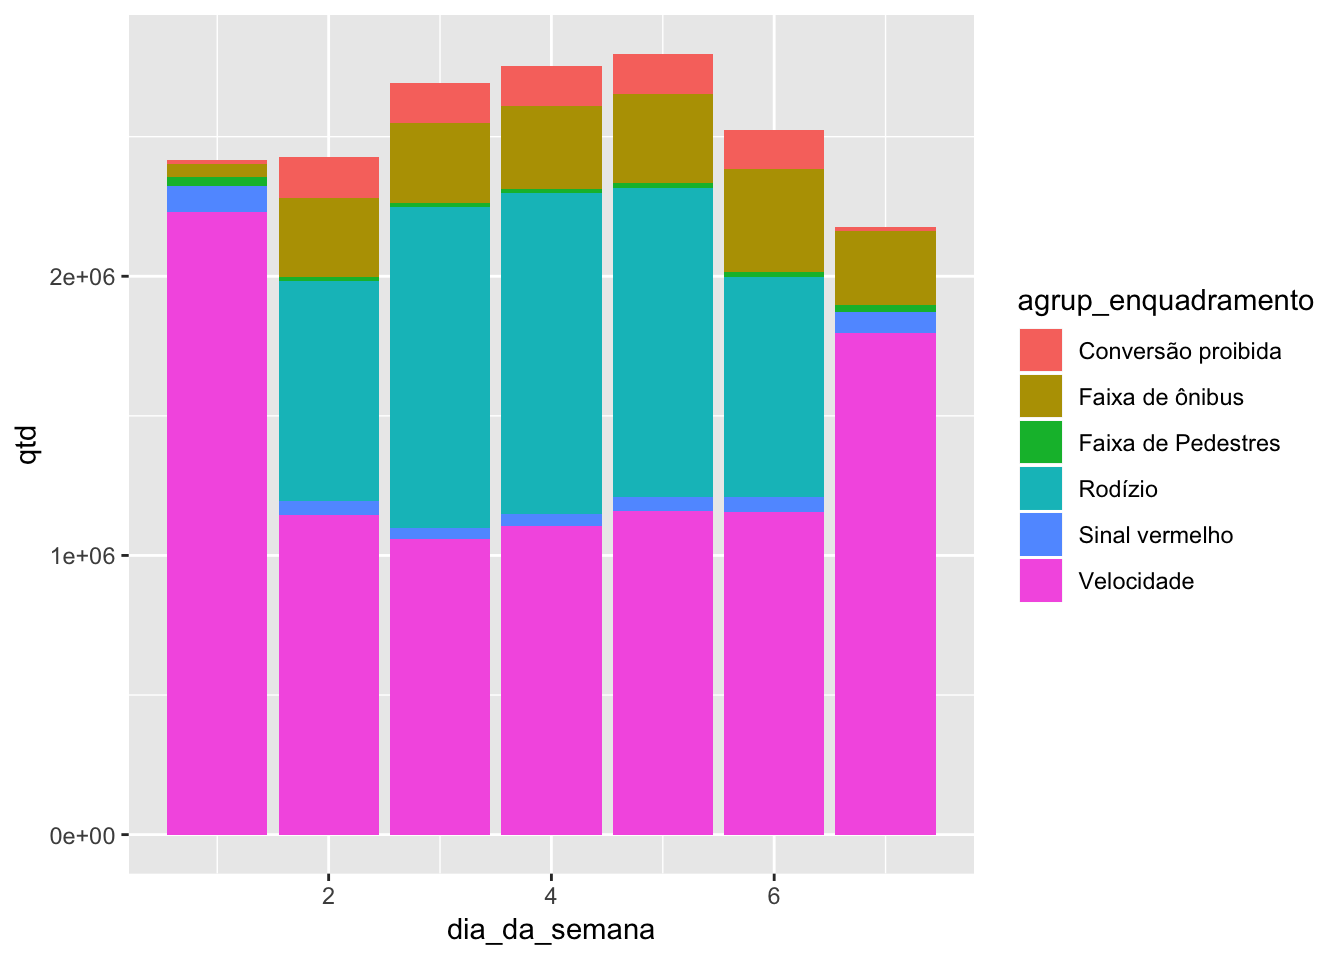 qtd
2e+06
1e+06
0e+00
2 4 6
dia_da_semana
agrup_enquadramento
Conversão proibida
Faixa de ônibus
Faixa de Pedestres
Rodízio
Sinal vermelho
Velocidade